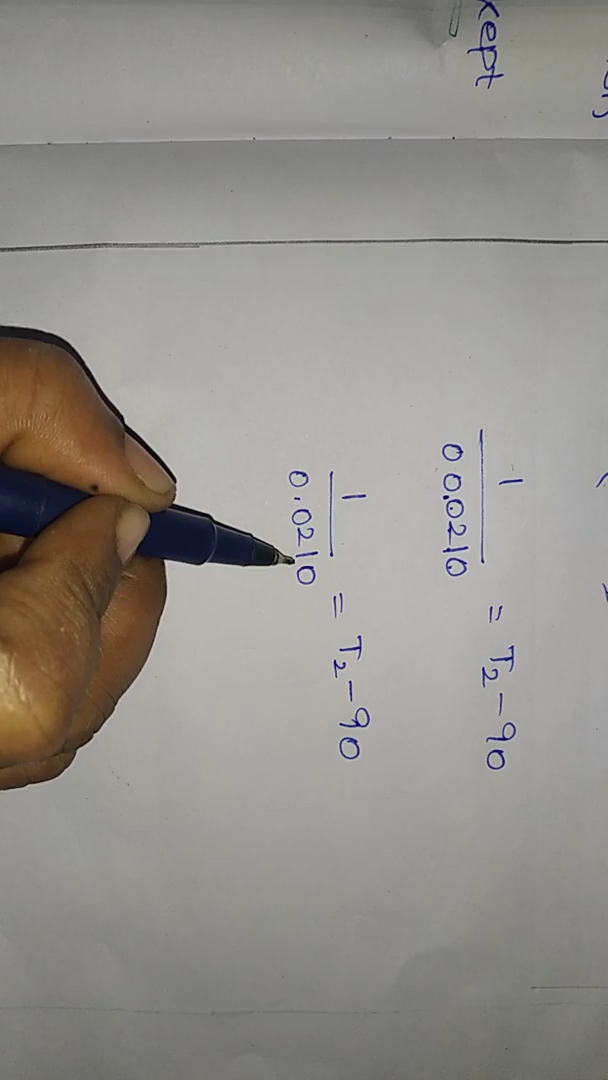 xept
1
0 0.0210 = T₂ - 90
1
0.0210 = T₂ - 90